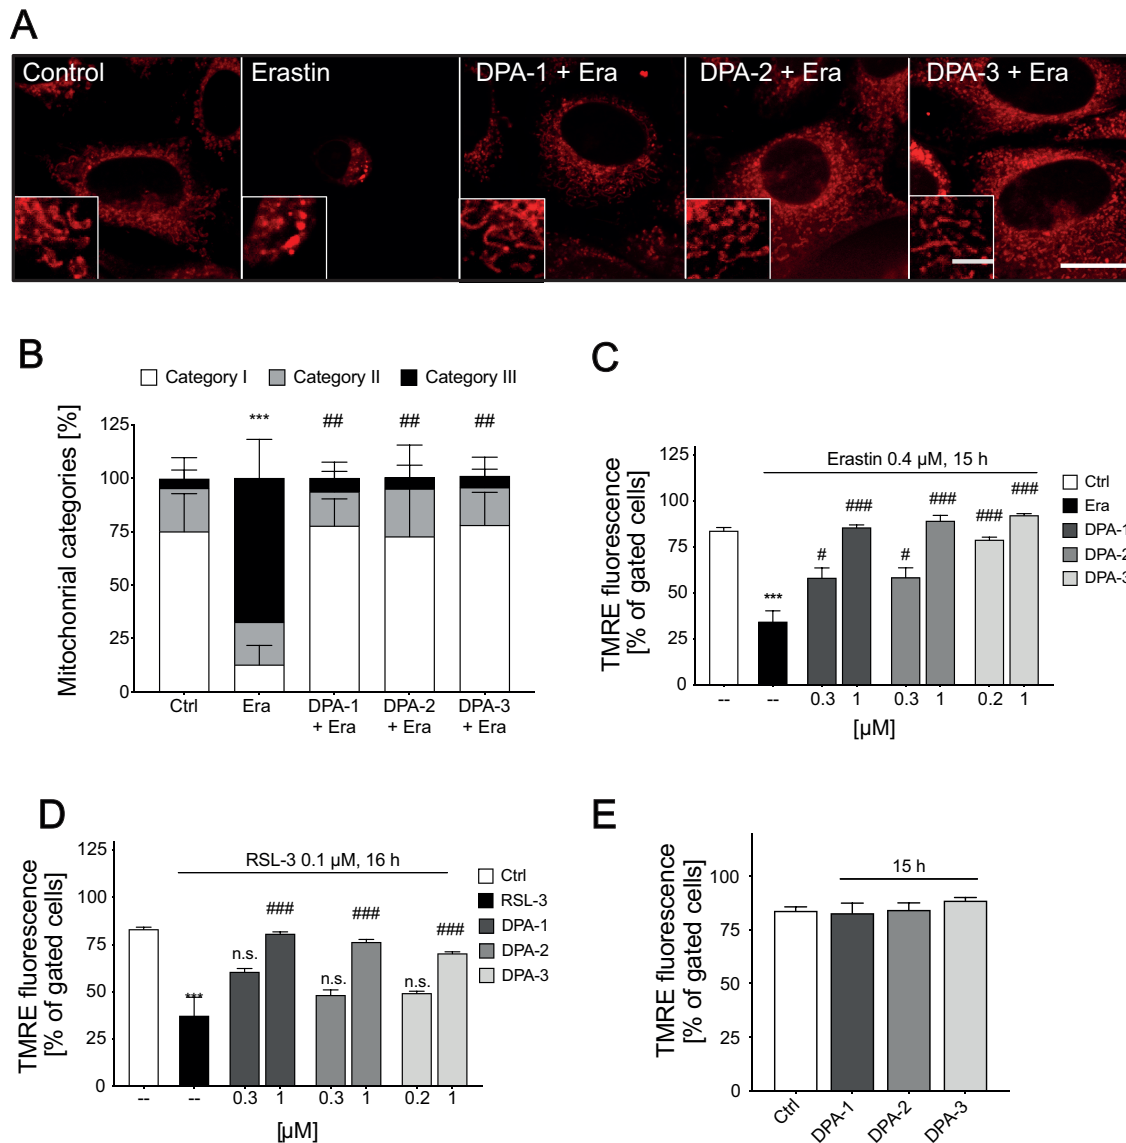 A
Control
Erastin
DPA-1 + Era
DPA-2 + Era
DPA-3 + Era
B
Category I
Category II
Category III
Mitochonrial categories [%]
125
100
75
50
25
0
***
##
##
##
Ctrl
Era
DPA-1
+ Era
DPA-2
+ Era
DPA-3
+ Era
C
TMRE fluorescence
[% of gated cells]
125
100
75
50
25
0
Erastin 0.4 µM, 15 h
***
#
###
#
###
###
###
--
--
0.3
1
0.3
1
0.2
1
[µM]
Ctrl
Era
DPA-1
DPA-2
DPA-3
D
TMRE fluorescence
[% of gated cells]
125
100
75
50
25
0
RSL-3 0.1 µM, 16 h
***
n.s.
###
n.s.
###
n.s.
###
--
--
0.3
1
0.3
1
0.2
1
[µM]
Ctrl
RSL-3
DPA-1
DPA-2
DPA-3
E
TMRE fluorescence
[% of gated cells]
100
75
50
25
0
15 h
Ctrl
DPA-1
DPA-2
DPA-3